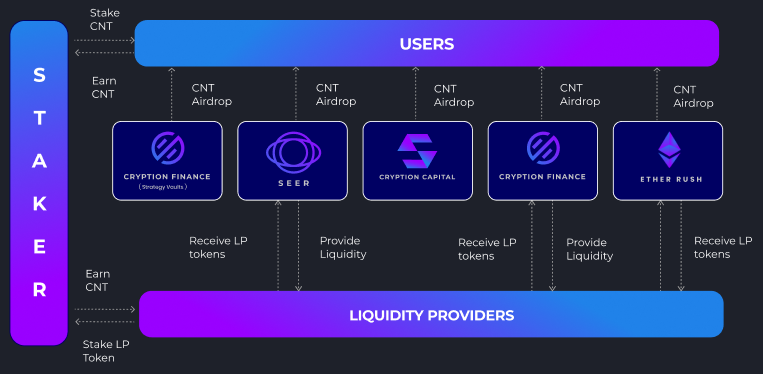 Stake
CNT
USERS
S
T
A
K
E
R
Earn
CNT
CNT
Airdrop
CNT
Airdrop
CNT
Airdrop
CNT
Airdrop
CNT
Airdrop
CRYPTION FINANCE
( Strategy Vaults )
SEER
CRYPTION CAPITAL
CRYPTION FINANCE
ETHER RUSH
Receive LP
tokens
Provide
Liquidity
Receive LP
tokens
Provide
Liquidity
Receive LP
tokens
Earn
CNT
LIQUIDITY PROVIDERS
Stake LP
Token